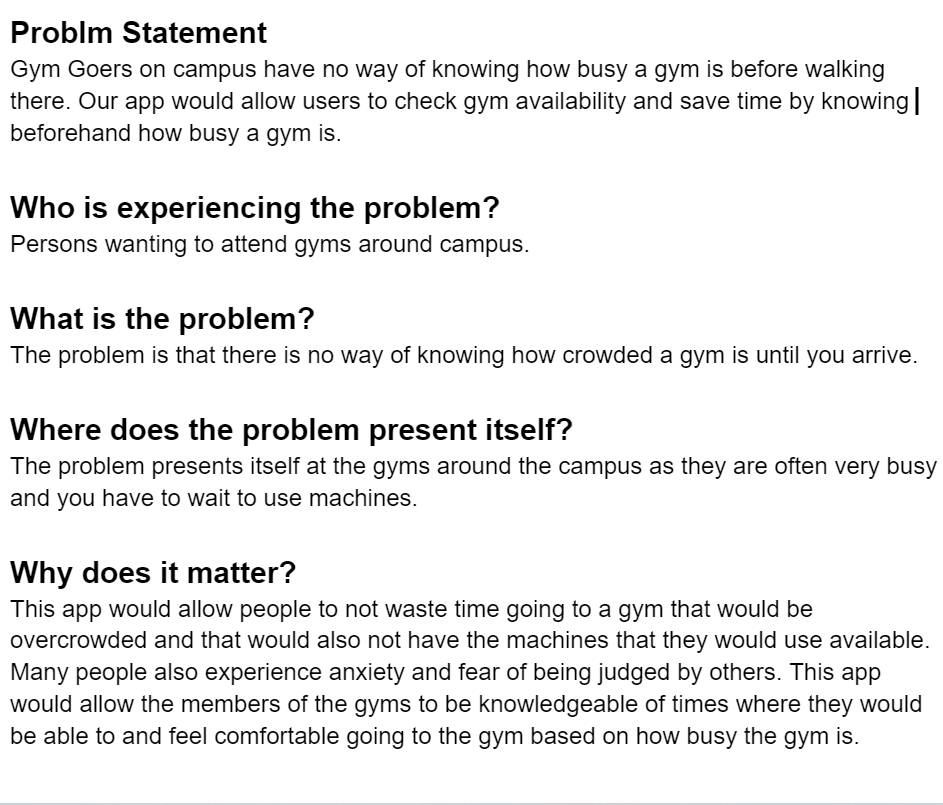 Problm Statement
Gym Goers on campus have no way of knowing how busy a gym is before walking
there. Our app would allow users to check gym availability and save time by knowing
beforehand how busy a gym is.
Who is experiencing the problem?
Persons wanting to attend gyms around campus.
What is the problem?
The problem is that there is no way of knowing how crowded a gym is until you arrive.
Where does the problem present itself?
The problem presents itself at the gyms around the campus as they are often very busy
and you have to wait to use machines.
Why does it matter?
This app would allow people to not waste time going to a gym that would be
overcrowded and that would also not have the machines that they would use available.
Many people also experience anxiety and fear of being judged by others. This app
would allow the members of the gyms to be knowledgeable of times where they would
be able to and feel comfortable going to the gym based on how busy the gym is.